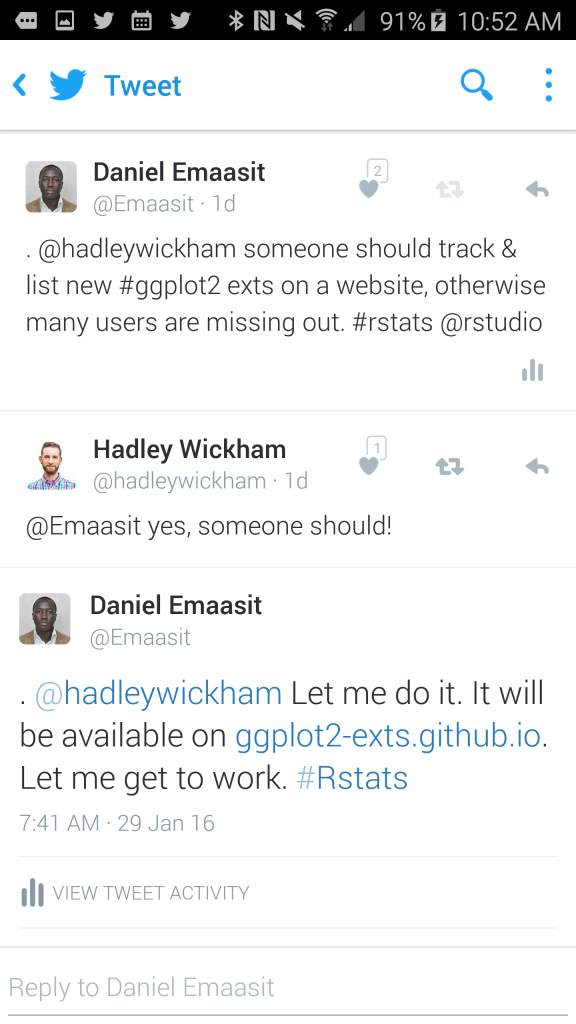 91% 10:52 AM
Tweet
Daniel Emaasit
2
@Emaasit · 1d
. @hadleywickham someone should track &
list new #ggplot2 exts on a website, otherwise
many users are missing out. #rstats @rstudio
Hadley Wickham
1
@hadleywickham · 1d
@Emaasit yes, someone should!
Daniel Emaasit
@Emaasit
. @hadleywickham Let me do it. It will
be available on ggplot2-exts.github.io.
Let me get to work. #Rstats
7:41 AM · 29 Jan 16
VIEW TWEET ACTIVITY
Reply to Daniel Emaasit